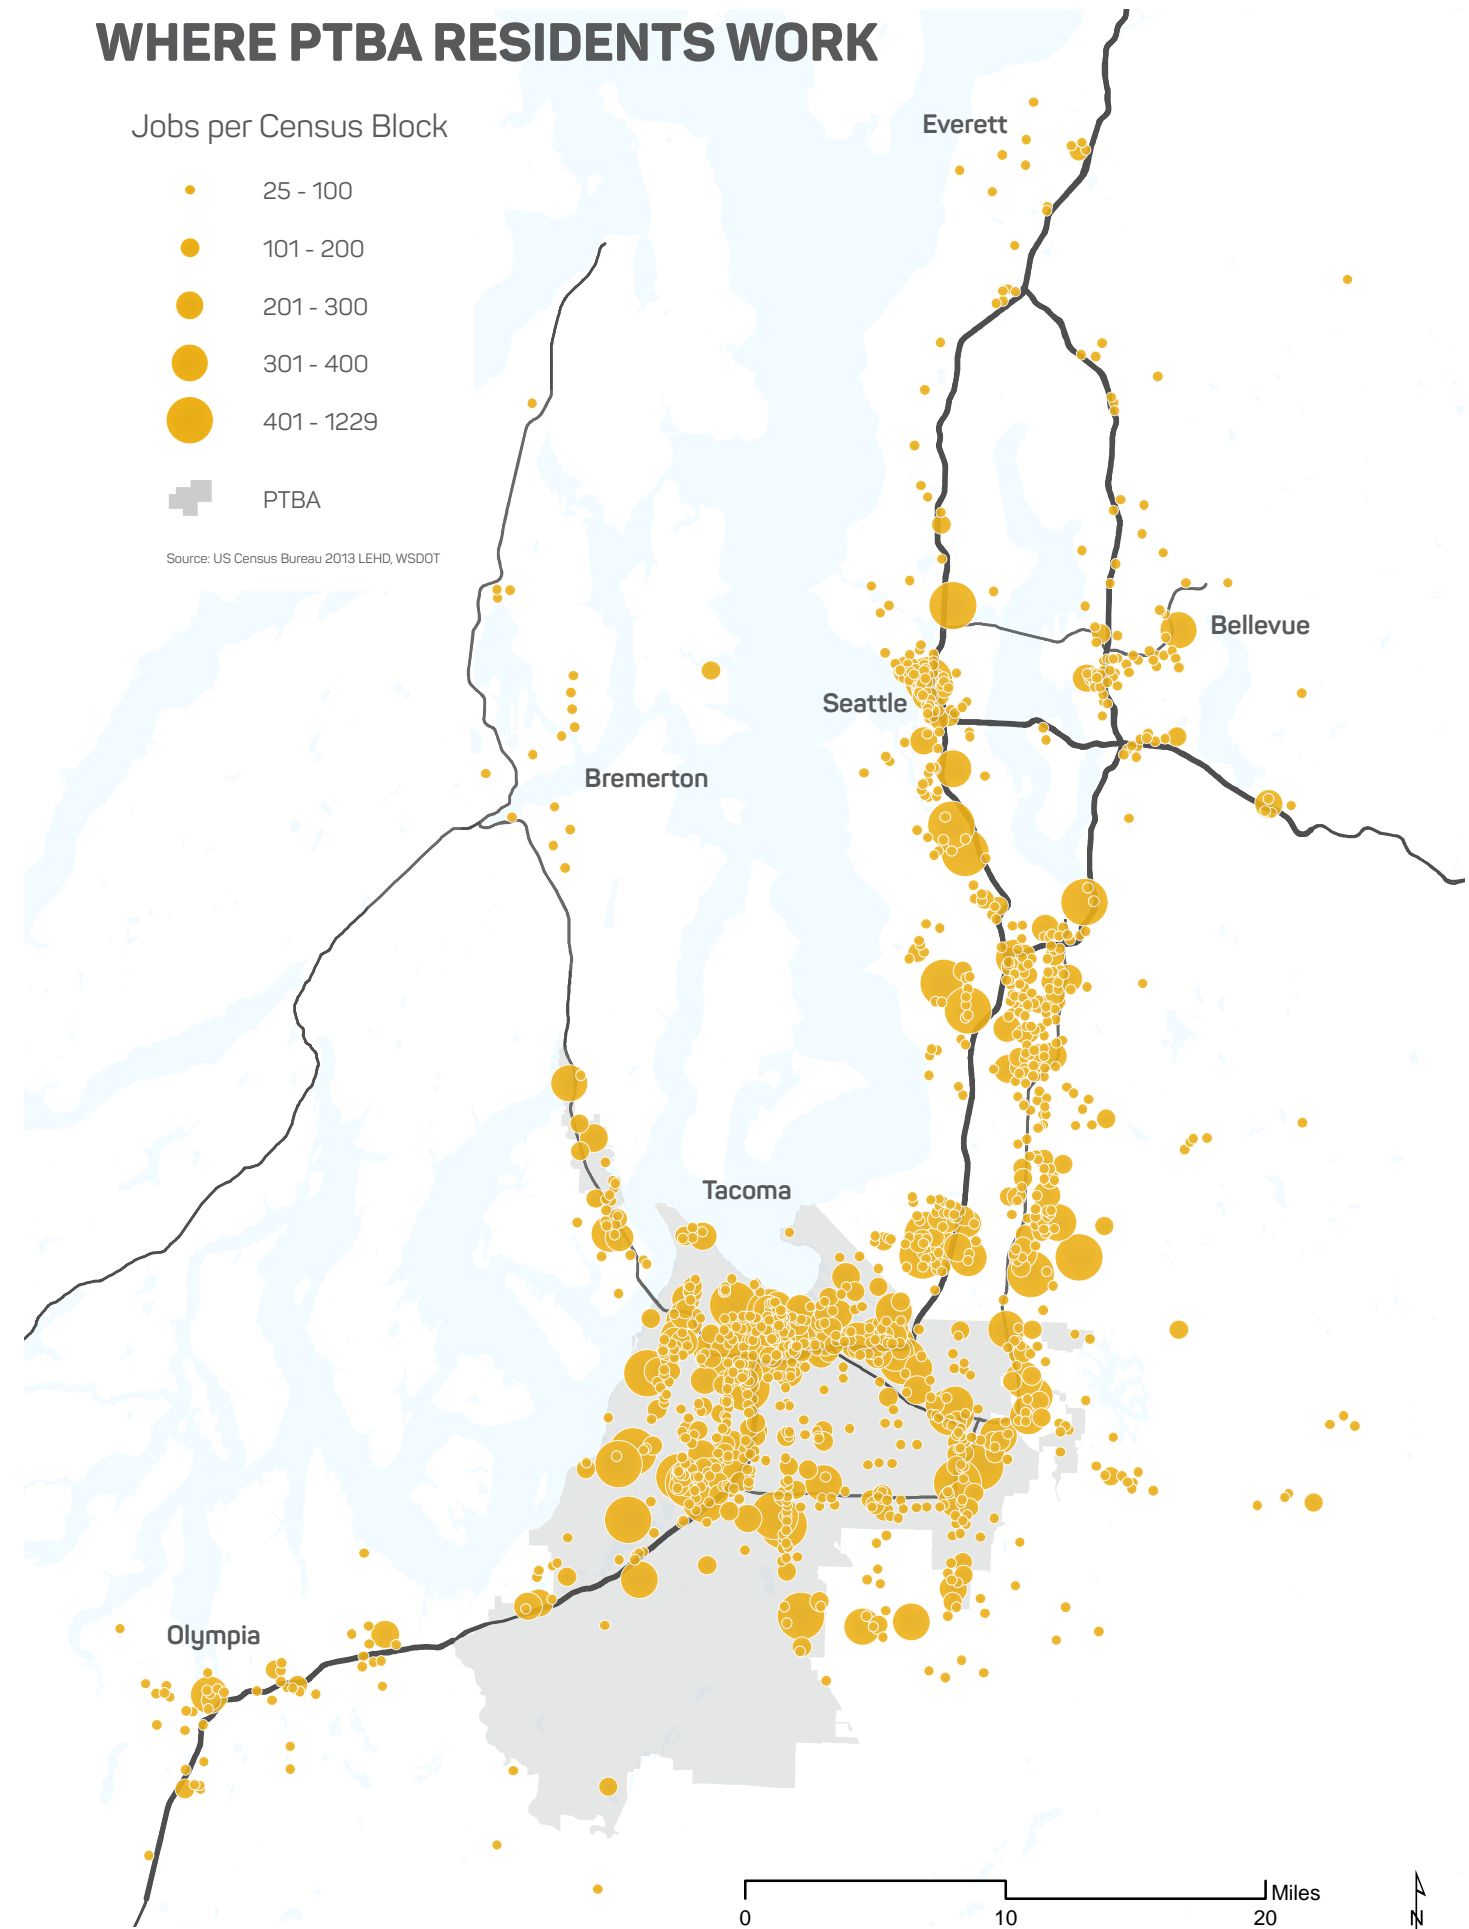 WHERE PTBA RESIDENTS WORK
Jobs per Census Block
25 - 100
101 - 200
201 - 300
301 - 400
401 - 1229
PTBA
Source: US Census Bureau 2013 LEHD, WSDOT
Everett
Bellevue
Seattle
Bremerton
Tacoma
Olympia
Miles
0 10 20
N